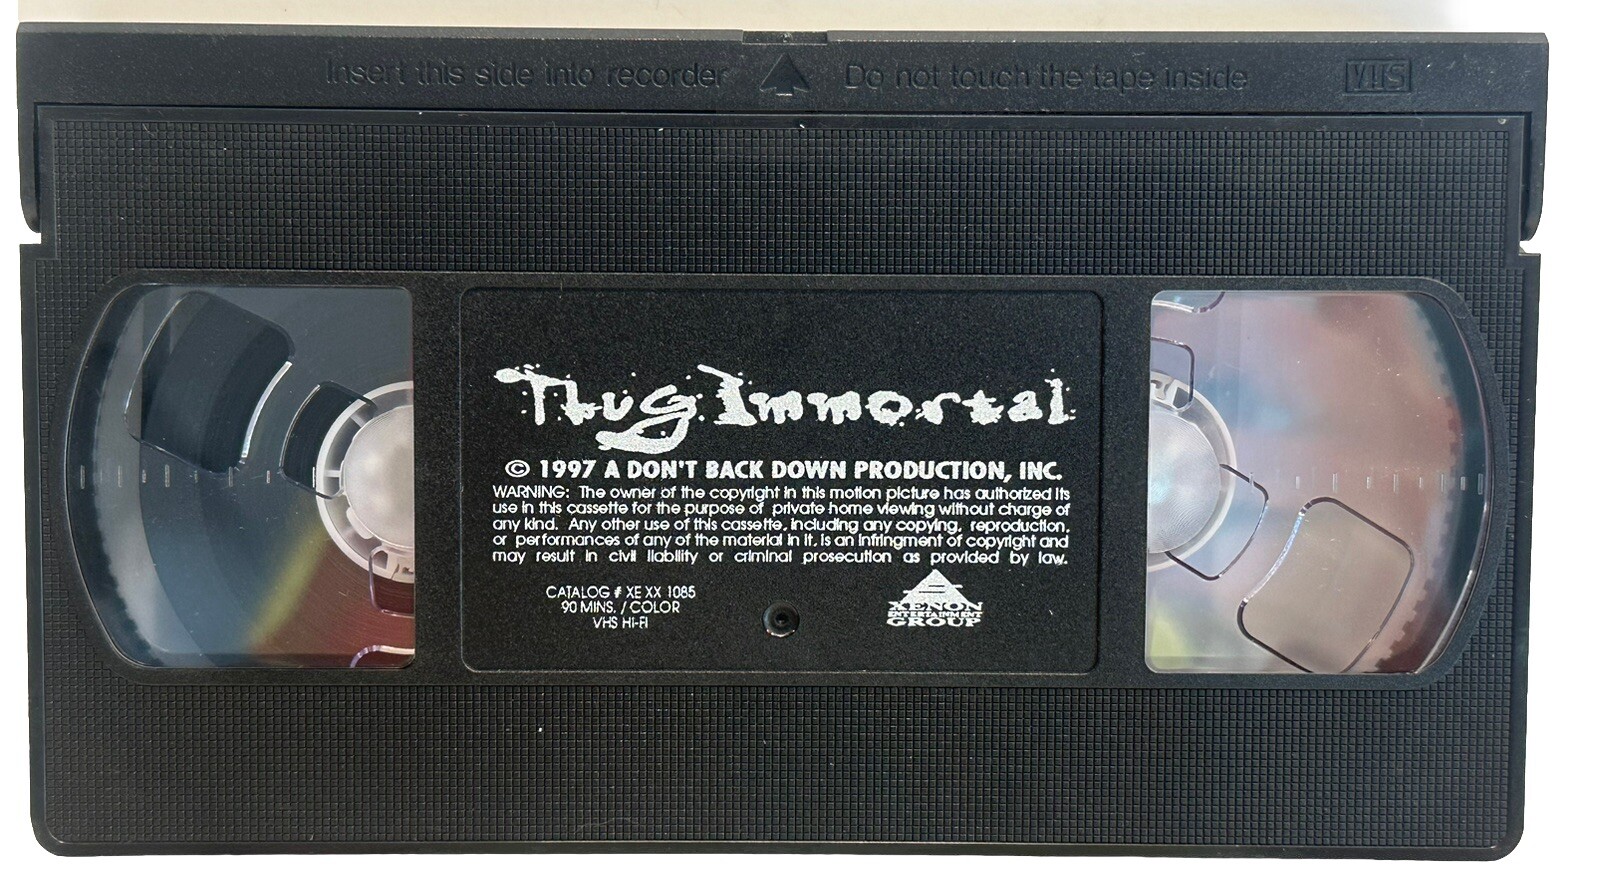 Insert this side into recorder Do not touch the tape inside VHS
Thug Immortal
© 1997 A DON'T BACK DOWN PRODUCTION, INC.
WARNING: The owner of the copyright in this motion picture has authorized its
use in this cassette for the purpose of private home viewing without charge of
any kind. Any other use of this cassette, including any copying, reproduction,
or performances of any of the material in it, is an infringment of copyright and
may result in civil liability or criminal prosecution as provided by law.
CATALOG # XE XX 1085
90 MINS. / COLOR
VHS HI-FI
XENON
ENTERTAINMENT
GROUP